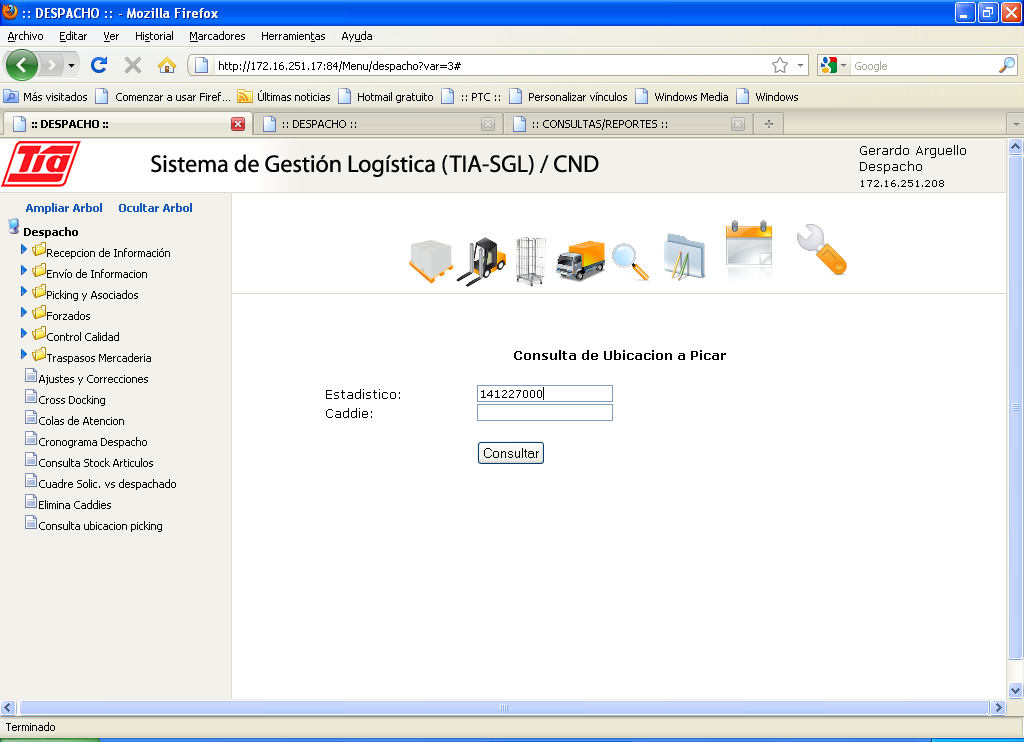 :: DESPACHO :: - Mozilla Firefox
Archivo Editar Ver Historial Marcadores Herramientas Ayuda
http://172.16.251.17:84/Menu/despacho?var=3#
Google
Más visitados Comenzar a usar Firef... Últimas noticias Hotmail gratuito :: PTC :: Personalizar vínculos Windows Media Windows
:: DESPACHO :: :: DESPACHO :: :: CONSULTAS/REPORTES ::
Tia
Sistema de Gestión Logística (TIA-SGL) / CND
Gerardo Arguello
Despacho
172.16.251.208
Ampliar Arbol Ocultar Arbol
Despacho
Recepcion de Información
Envío de Informacion
Picking y Asociados
Forzados
Control Calidad
Traspasos Mercaderia
Ajustes y Correcciones
Cross Docking
Colas de Atencion
Cronograma Despacho
Consulta Stock Articulos
Cuadre Solic. vs despachado
Elimina Caddies
Consulta ubicacion picking
Consulta de Ubicacion a Picar
Estadistico: 141227000
Caddie:
Consultar
Terminado